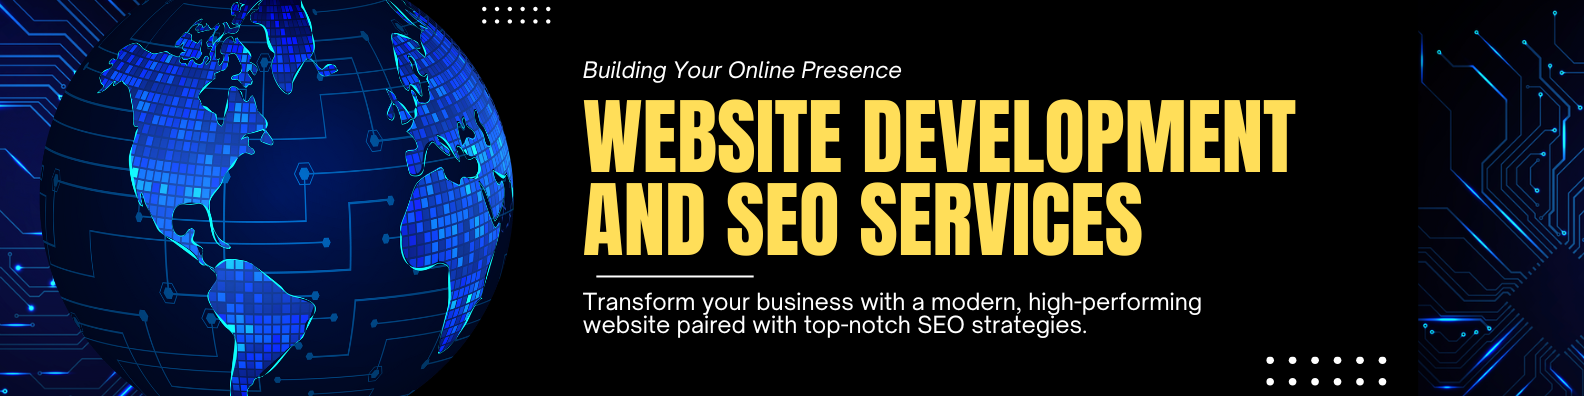 Building Your Online Presence
WEBSITE DEVELOPMENT
AND SEO SERVICES
Transform your business with a modern, high-performing
website paired with top-notch SEO strategies.